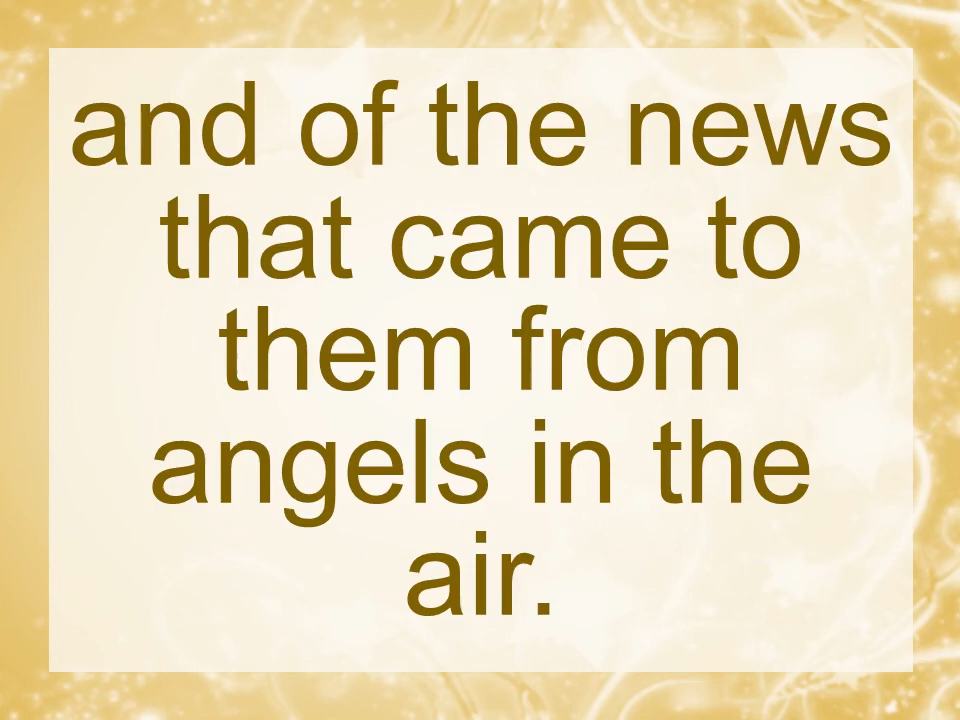 and of the news
that came to
them from
angels in the
air.